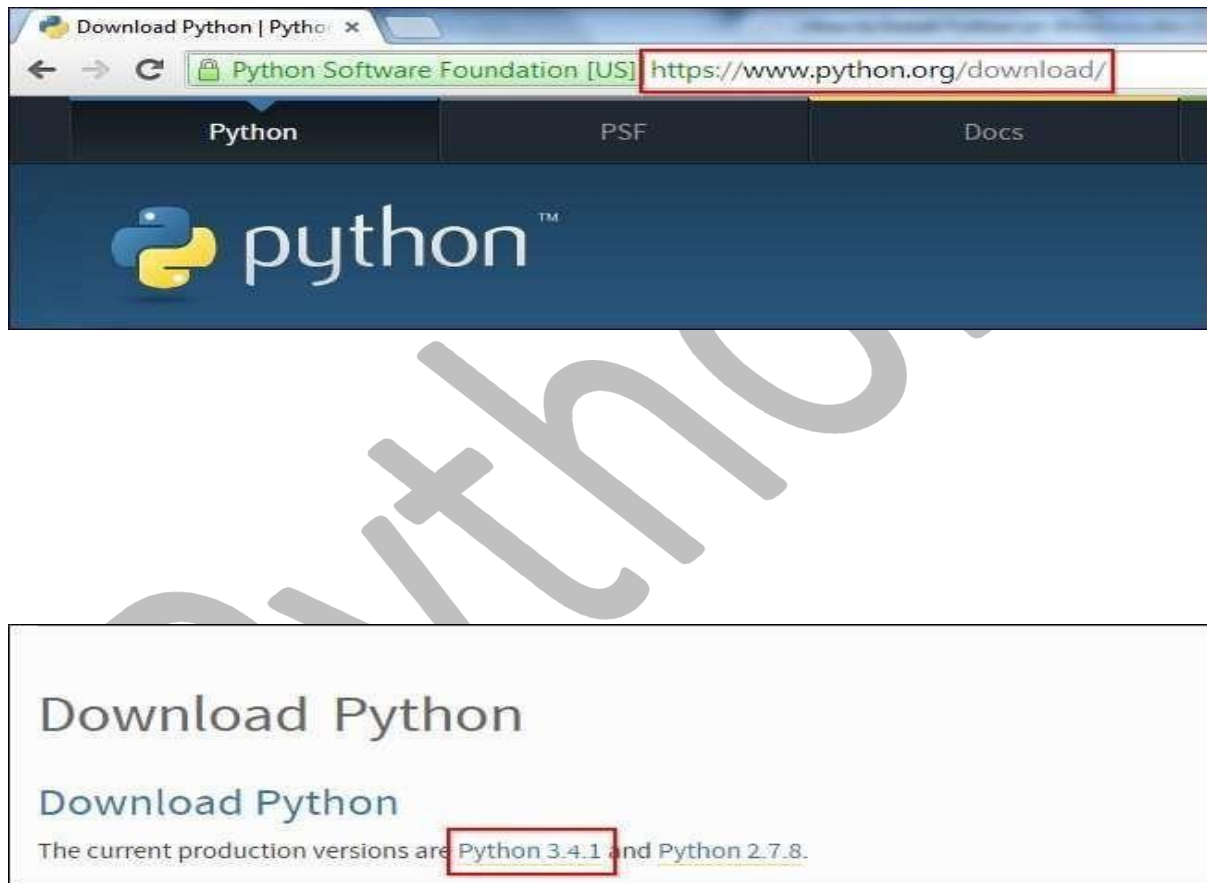 Download Python | Pytho
Python Software Foundation [US] https://www.python.org/download/
Python PSF Docs
python™
Download Python
Download Python
The current production versions are Python 3.4.1 and Python 2.7.8.